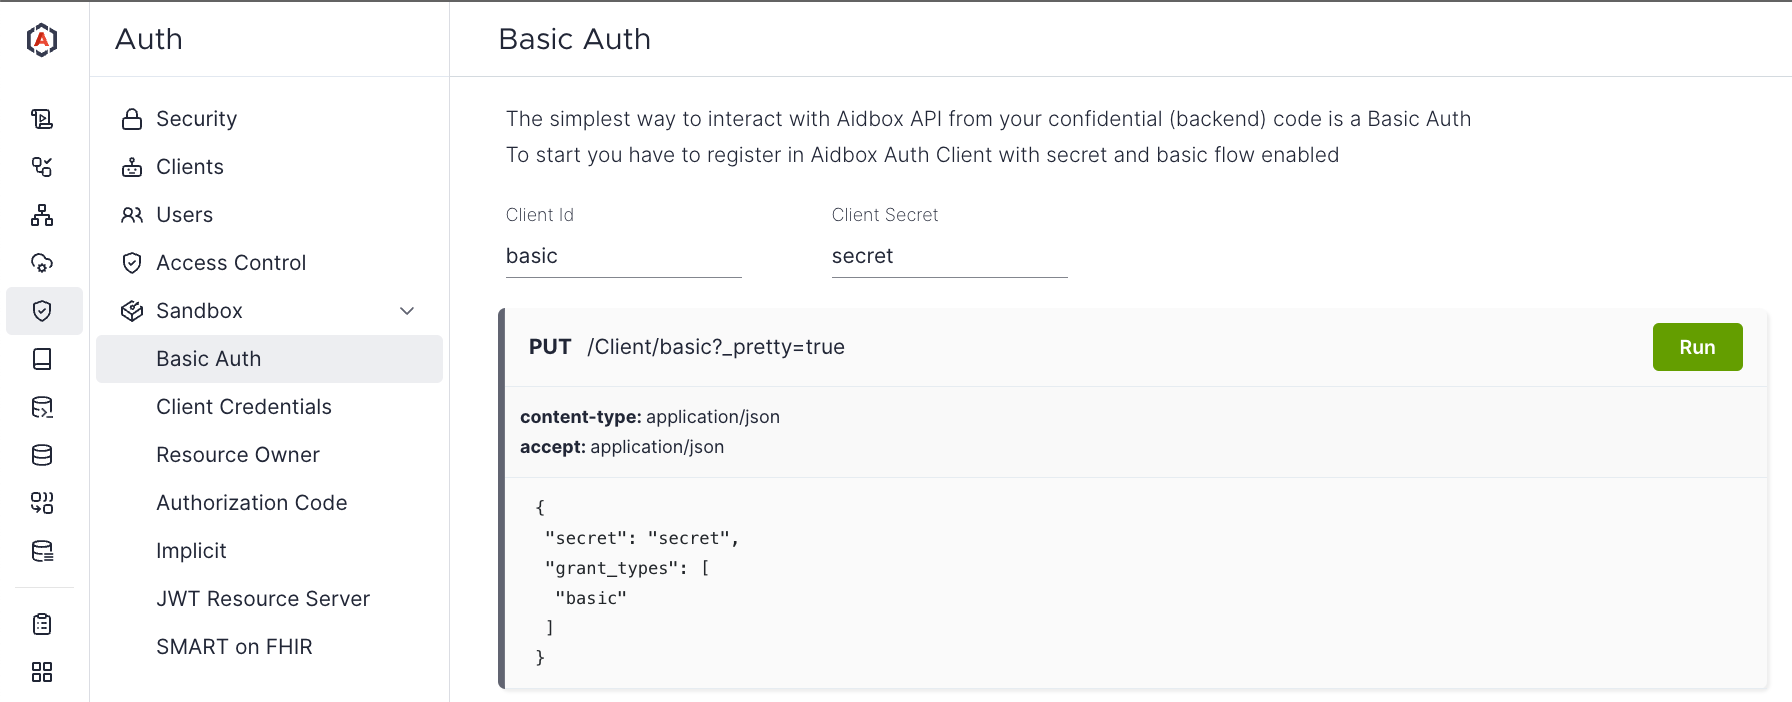 Auth
Security
Clients
Users
Access Control
Sandbox
Basic Auth
Client Credentials
Resource Owner
Authorization Code
Implicit
JWT Resource Server
SMART on FHIR
Basic Auth
The simplest way to interact with Aidbox API from your confidential (backend) code is a Basic Auth
To start you have to register in Aidbox Auth Client with secret and basic flow enabled
Client Id
basic
Client Secret
secret
PUT /Client/basic?_pretty=true
Run
content-type: application/json
accept: application/json
{
 "secret": "secret",
 "grant_types": [
  "basic"
 ]
}